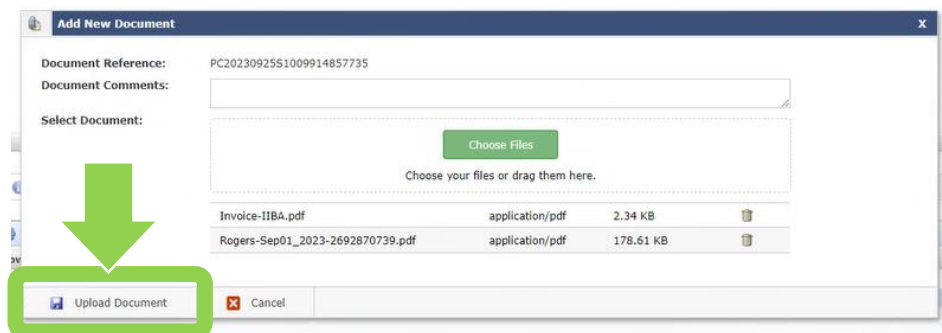 Add New Document x
Document Reference: PC20230925S1009914857735
Document Comments:
Select Document:
Choose Files
Choose your files or drag them here.
Invoice-IIBA.pdf application/pdf 2.34 KB
Rogers-Sep01_2023-2692870739.pdf application/pdf 178.61 KB
Upload Document Cancel